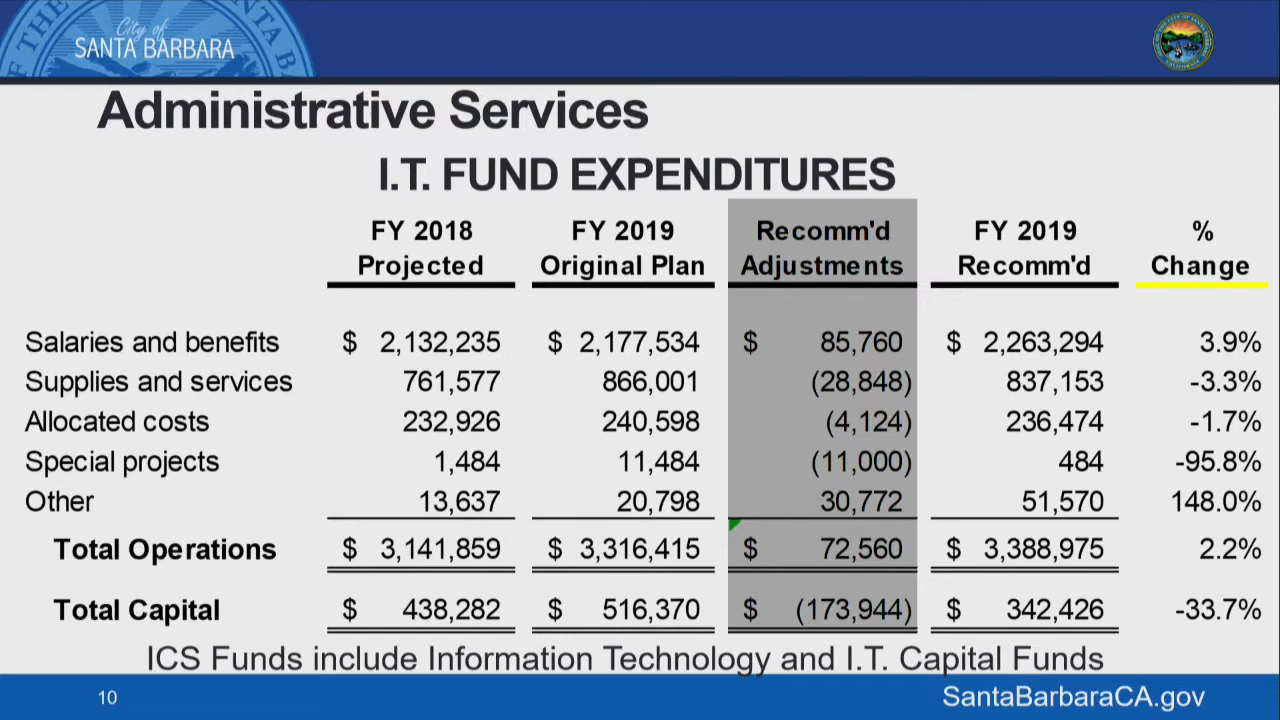 City of
SANTA BARBARA
Administrative Services
I.T. FUND EXPENDITURES
FY 2018 Projected FY 2019 Original Plan Recomm'd Adjustments FY 2019 Recomm'd % Change
Salaries and benefits $ 2,132,235 $ 2,177,534 $ 85,760 $ 2,263,294 3.9%
Supplies and services 761,577 866,001 (28,848) 837,153 -3.3%
Allocated costs 232,926 240,598 (4,124) 236,474 -1.7%
Special projects 1,484 11,484 (11,000) 484 -95.8%
Other 13,637 20,798 30,772 51,570 148.0%
Total Operations $ 3,141,859 $ 3,316,415 $ 72,560 $ 3,388,975 2.2%
Total Capital $ 438,282 $ 516,370 $ (173,944) $ 342,426 -33.7%
ICS Funds include Information Technology and I.T. Capital Funds
10 SantaBarbaraCA.gov